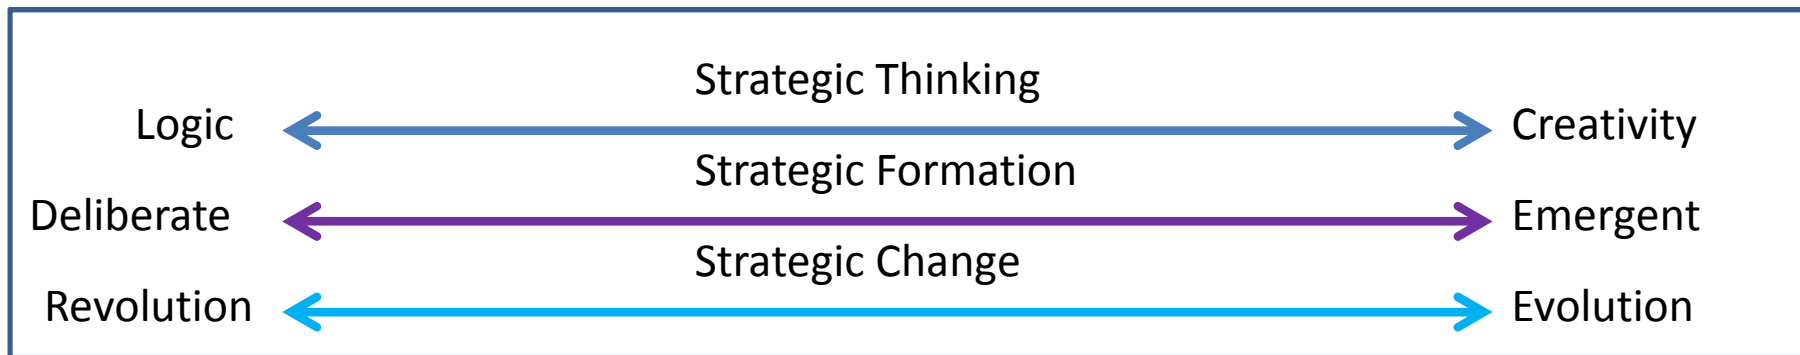 Strategic Thinking
Logic Creativity
Strategic Formation
Deliberate Emergent
Strategic Change
Revolution Evolution